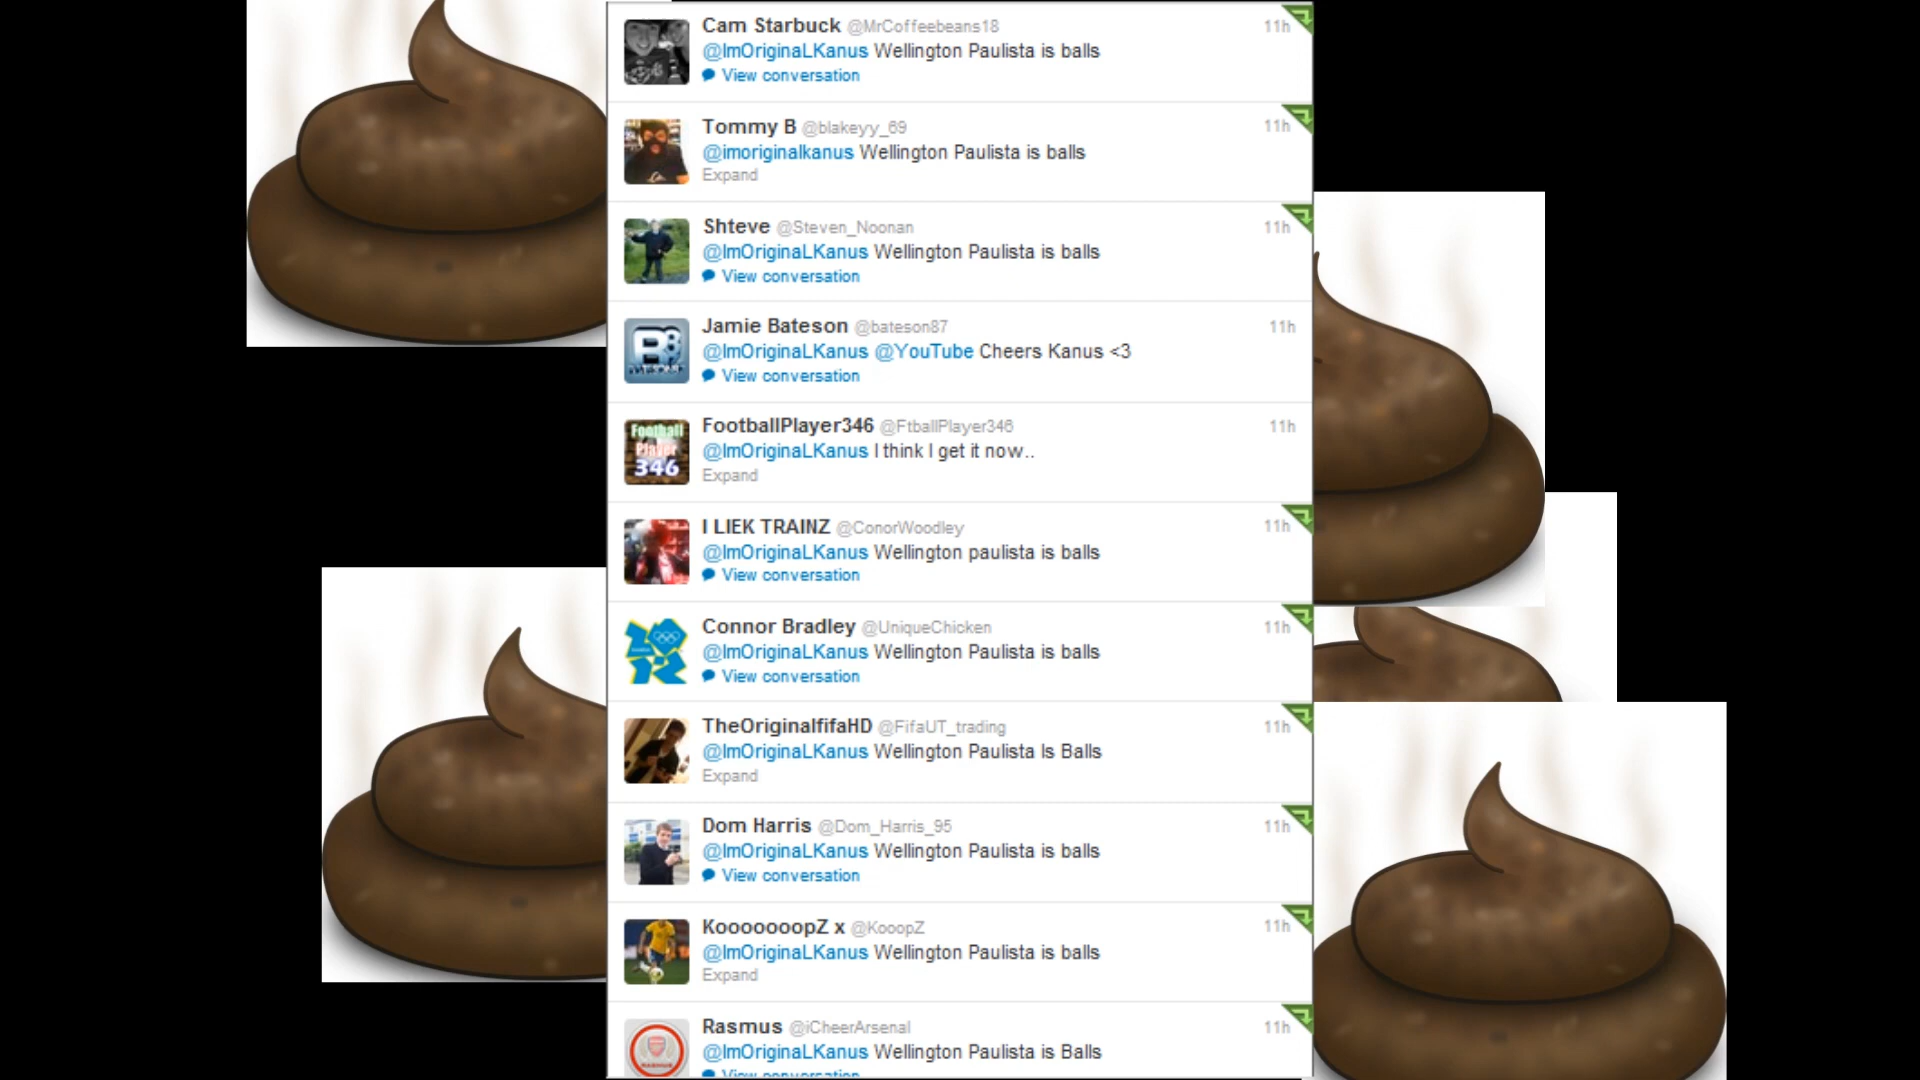 Cam Starbuck @MrCoffeebeans18 11h
@ImOriginaLKanus Wellington Paulista is balls
View conversation
Tommy B @blakeyy_69 11h
@imoriginalkanus Wellington Paulista is balls
Expand
Shteve @Steven_Noonan 11h
@ImOriginaLKanus Wellington Paulista is balls
View conversation
Jamie Bateson @bateson87 11h
@ImOriginaLKanus @YouTube Cheers Kanus <3
View conversation
FootballPlayer346 @FtballPlayer346 11h
@ImOriginaLKanus I think I get it now..
Expand
Football
Player
346
I LIEK TRAINZ @ConorWoodley 11h
@ImOriginaLKanus Wellington paulista is balls
View conversation
Connor Bradley @UniqueChicken 11h
@ImOriginaLKanus Wellington Paulista is balls
View conversation
TheOriginalfifaHD @FifaUT_trading 11h
@ImOriginaLKanus Wellington Paulista Is Balls
Expand
Dom Harris @Dom_Harris_95 11h
@ImOriginaLKanus Wellington Paulista is balls
View conversation
KooooooopZ x @KooopZ 11h
@ImOriginaLKanus Wellington Paulista is balls
Expand
Rasmus @iCheerArsenal 11h
@ImOriginaLKanus Wellington Paulista is Balls
View conversation